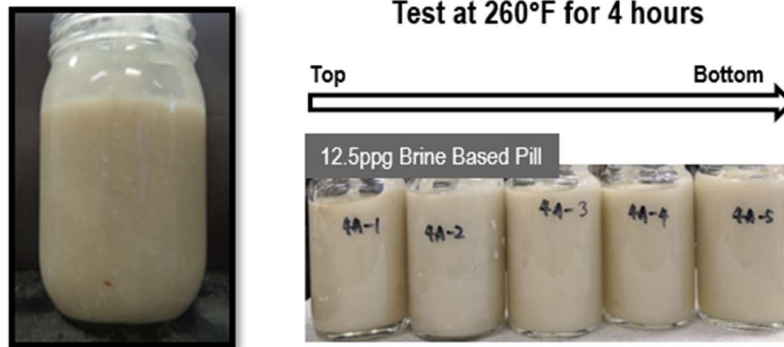 Test at 260°F for 4 hours
Top Bottom
12.5ppg Brine Based Pill
4A-1 4A-2 4A-3 4A-4 4A-5